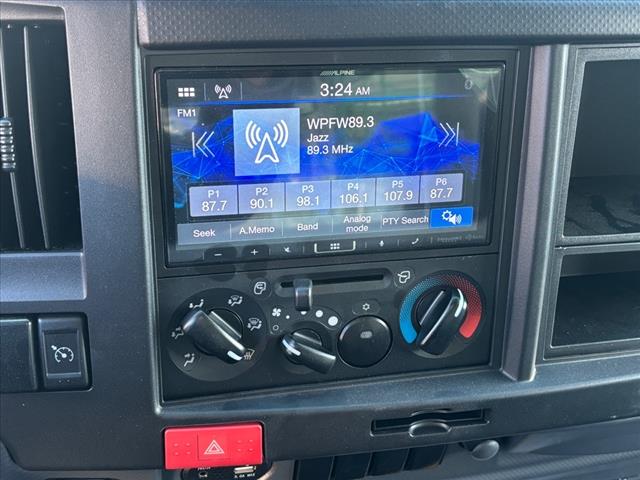 ALPINE
3:24 AM
FM1
WPFW89.3
Jazz
89.3 MHz
P1 P2 P3 P4 P5 P6
87.7 90.1 98.1 106.1 107.9 87.7
Seek A.Memo Band Analog mode PTY Search